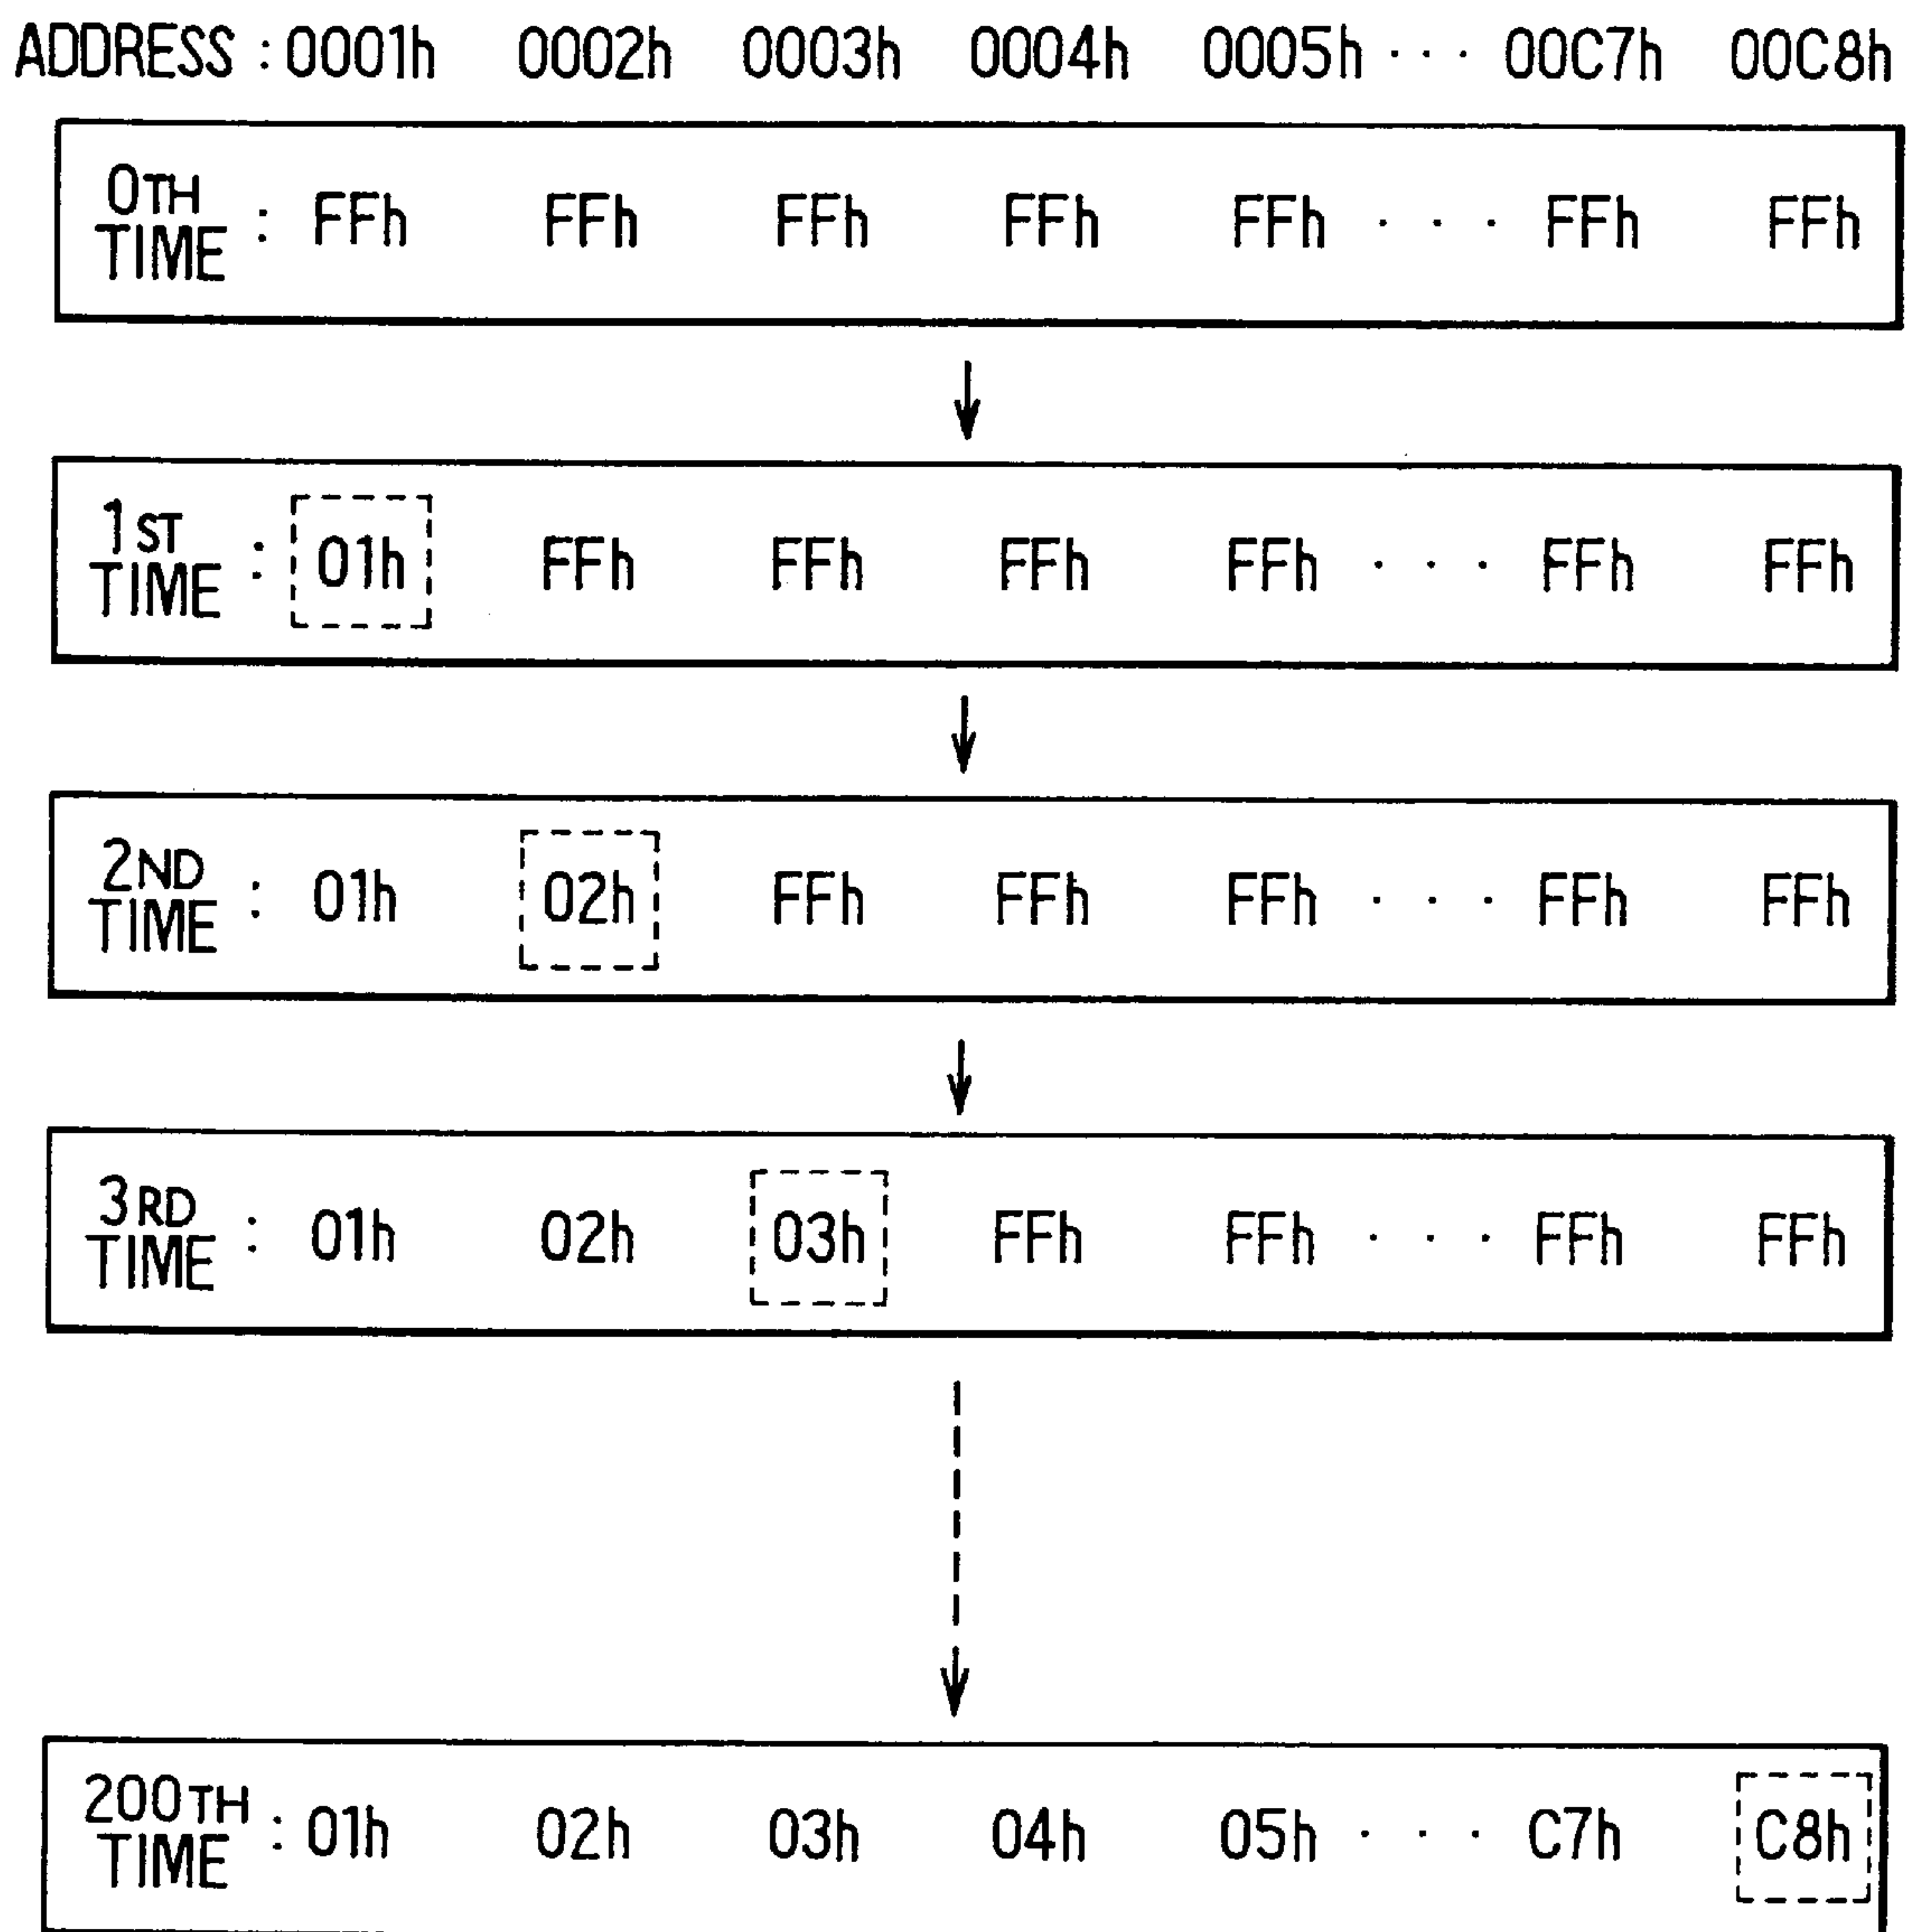 ADDRESS : 0001h 0002h 0003h 0004h 0005h · · · 00C7h 00C8h
0TH TIME : FFh FFh FFh FFh FFh · · · FFh FFh
1ST TIME : 01h FFh FFh FFh FFh · · · FFh FFh
2ND TIME : 01h 02h FFh FFh FFh · · · FFh FFh
3RD TIME : 01h 02h 03h FFh FFh · · · FFh FFh
200TH TIME : 01h 02h 03h 04h 05h · · · C7h C8h